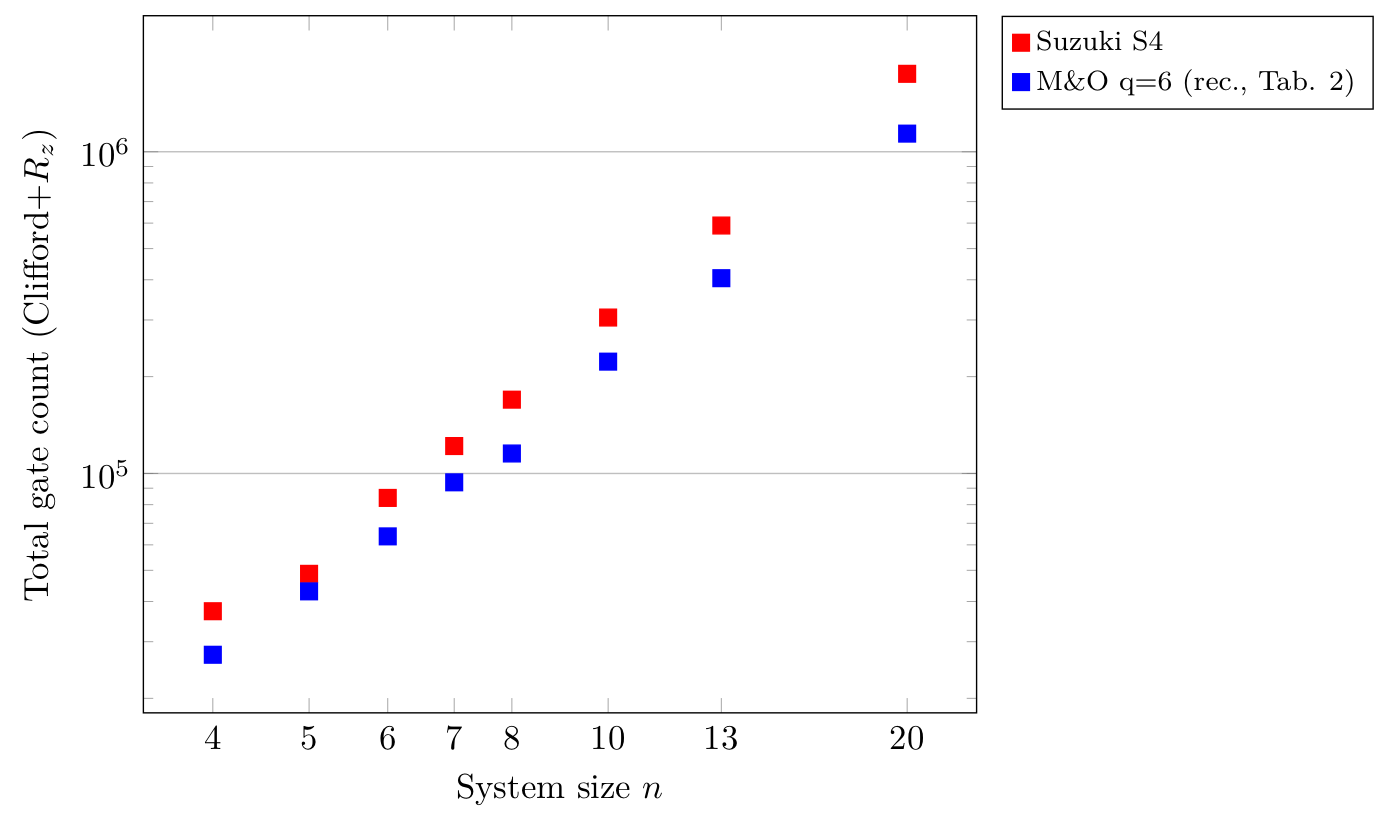 Suzuki S4
M&O q=6 (rec., Tab. 2)
Total gate count (Clifford+R_z)
10^6
10^5
4 5 6 7 8 10 13 20
System size n